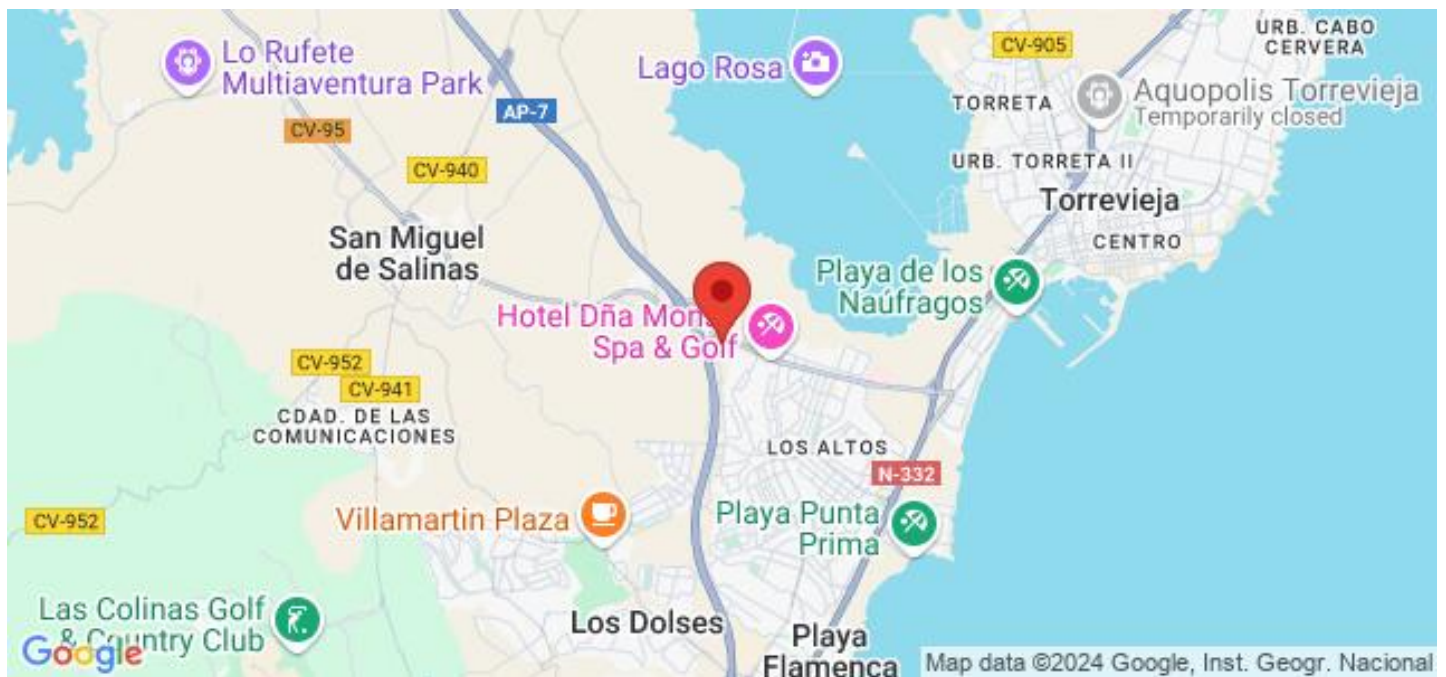 URB. CABO
CERVERA
CV-905
Lo Rufete
Multiaventura Park
Lago Rosa
Aquopolis Torrevieja
Temporarily closed
TORRETA
AP-7
CV-95
CV-940
URB. TORRETA II
Torrevieja
San Miguel
de Salinas
CENTRO
Playa de los
Naúfragos
Hotel Dña Mon
Spa & Golf
CV-952
CV-941
CDAD. DE LAS
COMUNICACIONES
LOS ALTOS
N-332
CV-952
Villamartin Plaza
Playa Punta
Prima
Las Colinas Golf
& Country Club
Los Dolses
Playa
Flamenca
Google
Map data ©2024 Google, Inst. Geogr. Nacional